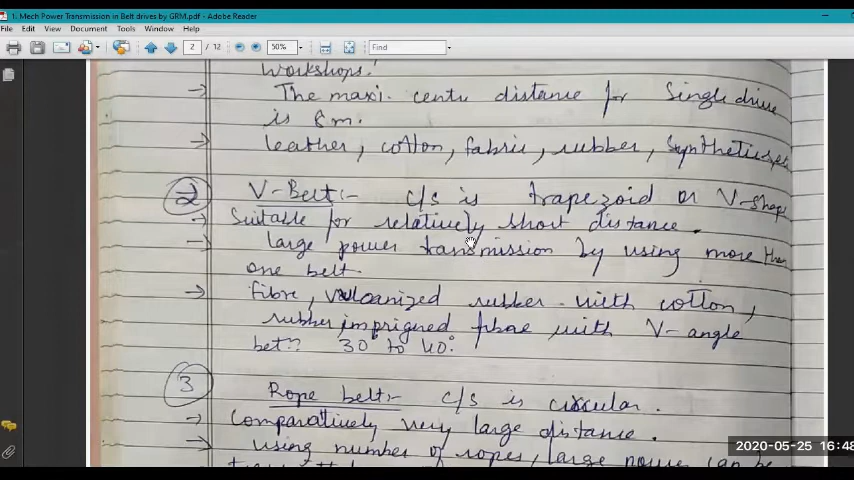 1. Mech Power Transmission in Belt drives by GRM.pdf - Adobe Reader
File Edit View Document Tools Window Help
2 / 12 50% Find
workshops.
→ The maxi. centre distance for Single drive
is 8 m.
→ leather, cotton, fabric, rubber,
2 V-Belt:- c/s is trapezoid or V-shape
→ Suitable for relatively short distance.
→ large power transmission by using more than
one belt.
→ Fibre, vulcanized rubber with cotton,
rubber with V-angle
bet? 30° to 40°.
3 Rope belt:- c/s is circular.
→ Comparatively very large distance.
→ using number of ropes, large power can be
2020-05-25 16:48